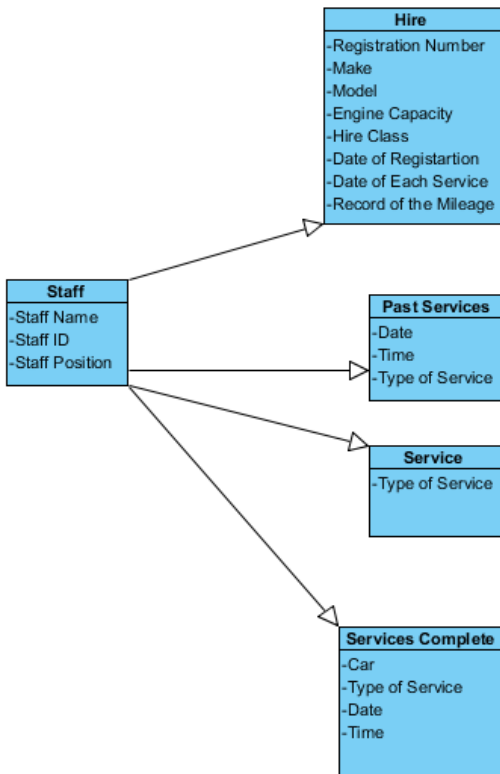 Hire
-Registration Number
-Make
-Model
-Engine Capacity
-Hire Class
-Date of Registartion
-Date of Each Service
-Record of the Mileage
Staff
-Staff Name
-Staff ID
-Staff Position
Past Services
-Date
-Time
-Type of Service
Service
-Type of Service
Services Complete
-Car
-Type of Service
-Date
-Time